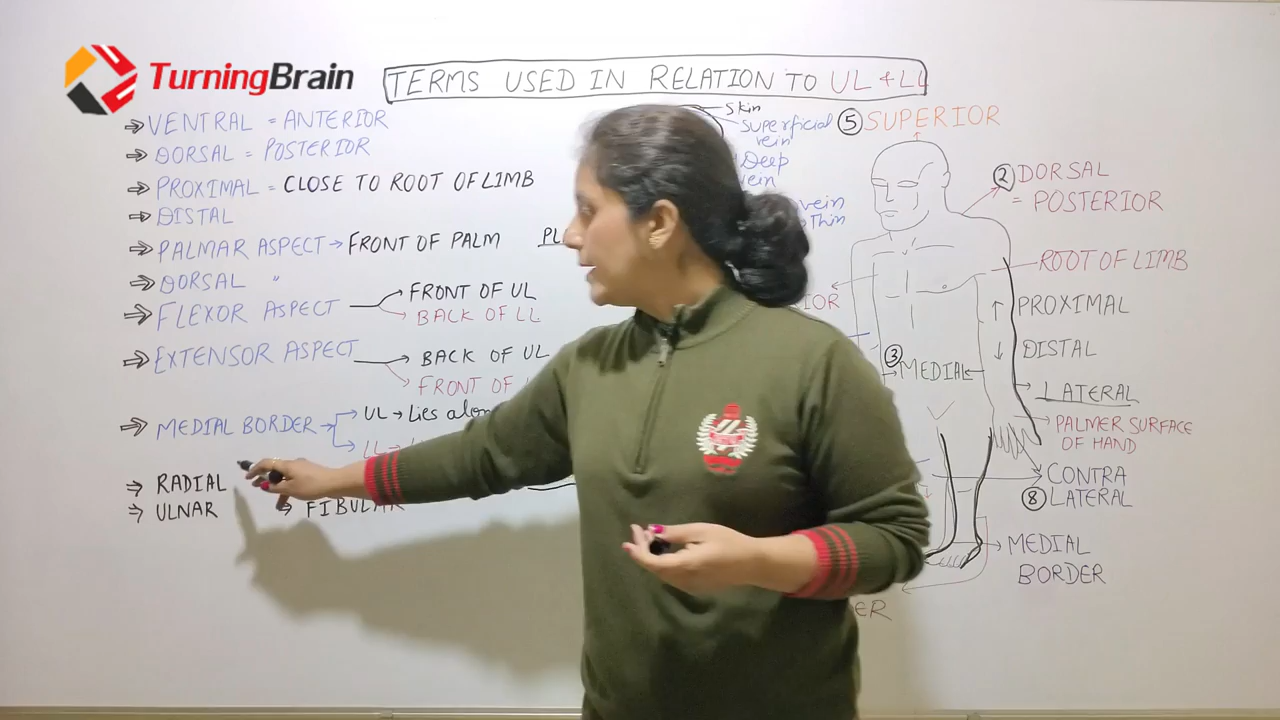 TurningBrain
TERMS USED IN RELATION TO UL & LL
⇒ VENTRAL = ANTERIOR
⇒ DORSAL = POSTERIOR
⇒ PROXIMAL = CLOSE TO ROOT OF LIMB
⇒ DISTAL
⇒ PALMAR ASPECT → FRONT OF PALM
⇒ DORSAL "
⇒ FLEXOR ASPECT
FRONT OF UL
BACK OF LL
⇒ EXTENSOR ASPECT
BACK OF UL
FRONT OF
⇒ MEDIAL BORDER
UL → Lies
LL
⇒ RADIAL
⇒ ULNAR
⇒ FIBULAR
Skin
Superficial
vein
Deep
vein
Thin
⑤ SUPERIOR
② DORSAL
= POSTERIOR
ROOT OF LIMB
↑ PROXIMAL
↓ DISTAL
③ MEDIAL
LATERAL
PALMER SURFACE
OF HAND
CONTRA
⑧ LATERAL
MEDIAL
BORDER